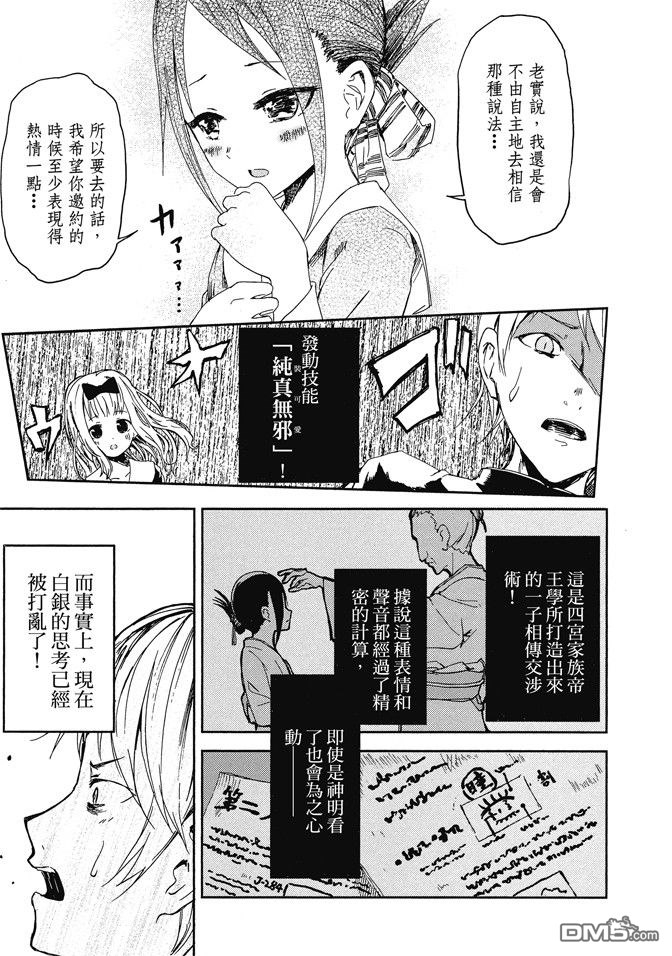 老實說，我還是會
不由自主地去相信
那種說法…
所以要去的話，
我希望你邀約的
時候至少表現得
熱情一點…
カァァァァ…
發動技能
「純真無邪」！
裝可愛
這是四宮家族帝
王學所打造出來
的一子相傳交涉
術！
據說這種表情和
聲音都經過了精
密的計算，
即使是神明看
了也會為之心
動——
第二
J-284
而事實上，現在
白銀的思考已經
被打亂了！
DM5.com